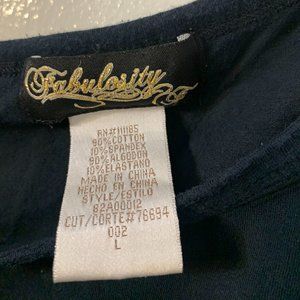 Fabulosity
RN#111185
90%COTTON
10%SPANDEX
90%ALGODON
10%ELASTANO
MADE IN CHINA
HECHO EN CHINA
STYLE/ESTILO
82A00012
CUT/CORTE#76694
002
L